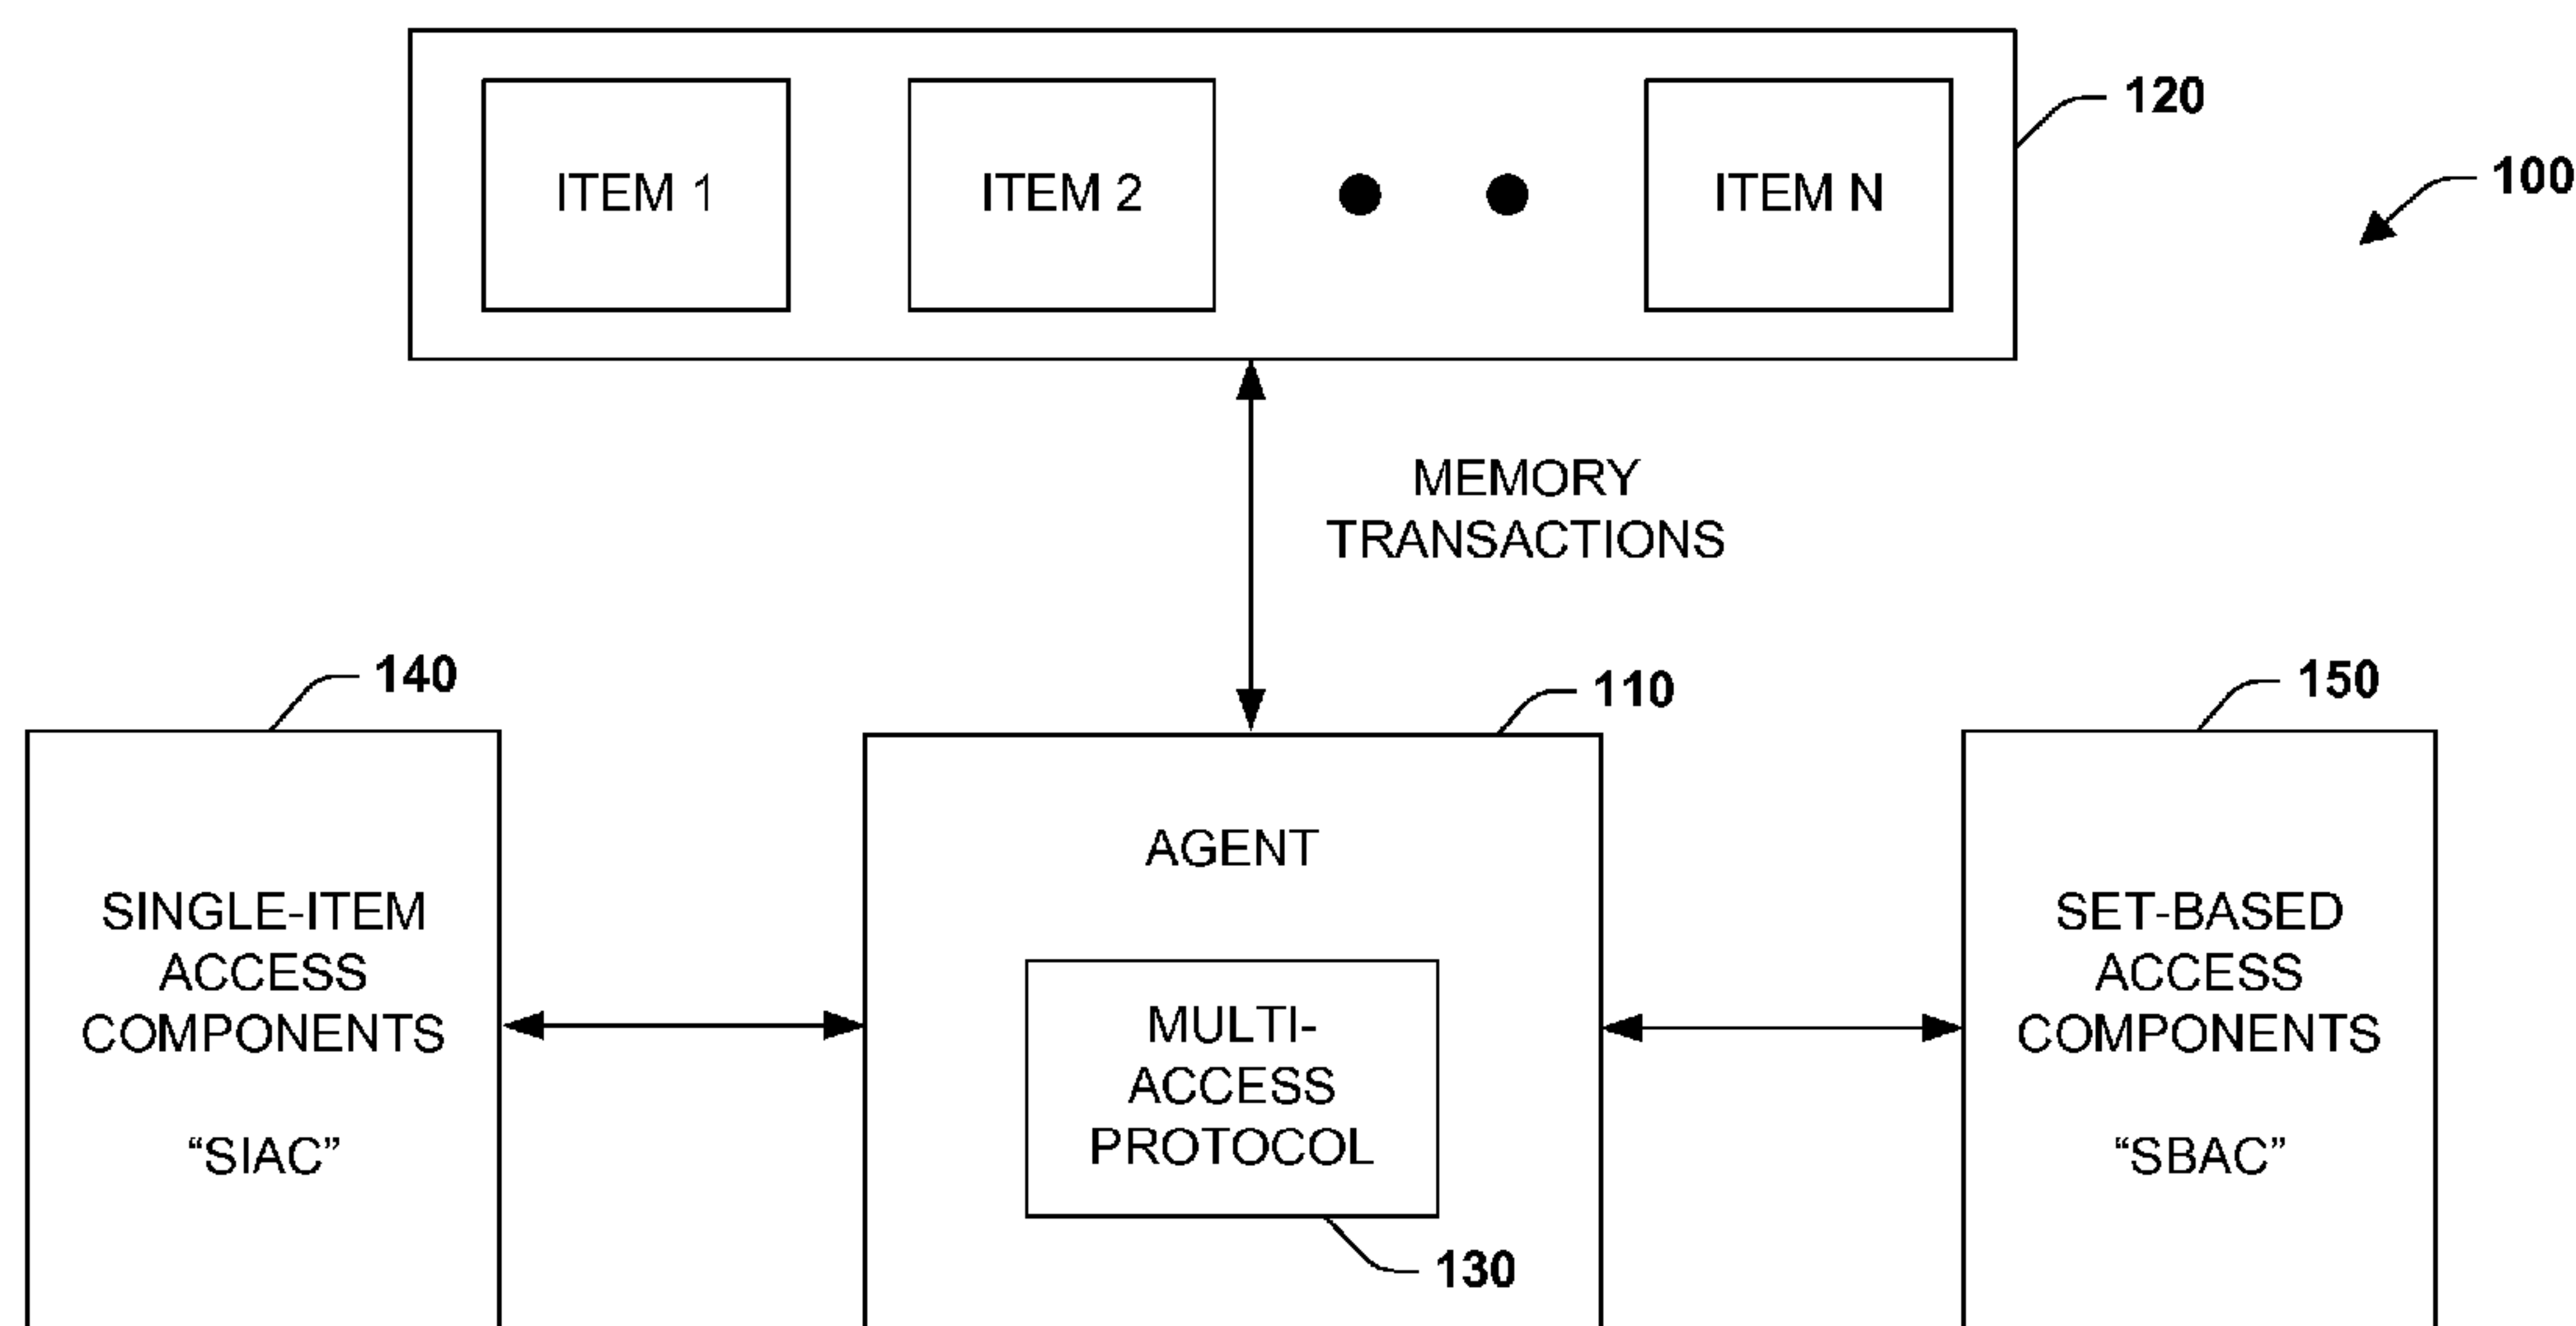 120
100
ITEM 1
ITEM 2
ITEM N
MEMORY
TRANSACTIONS
140
110
150
SINGLE-ITEM
ACCESS
COMPONENTS
“SIAC”
AGENT
MULTI-
ACCESS
PROTOCOL
130
SET-BASED
ACCESS
COMPONENTS
“SBAC”